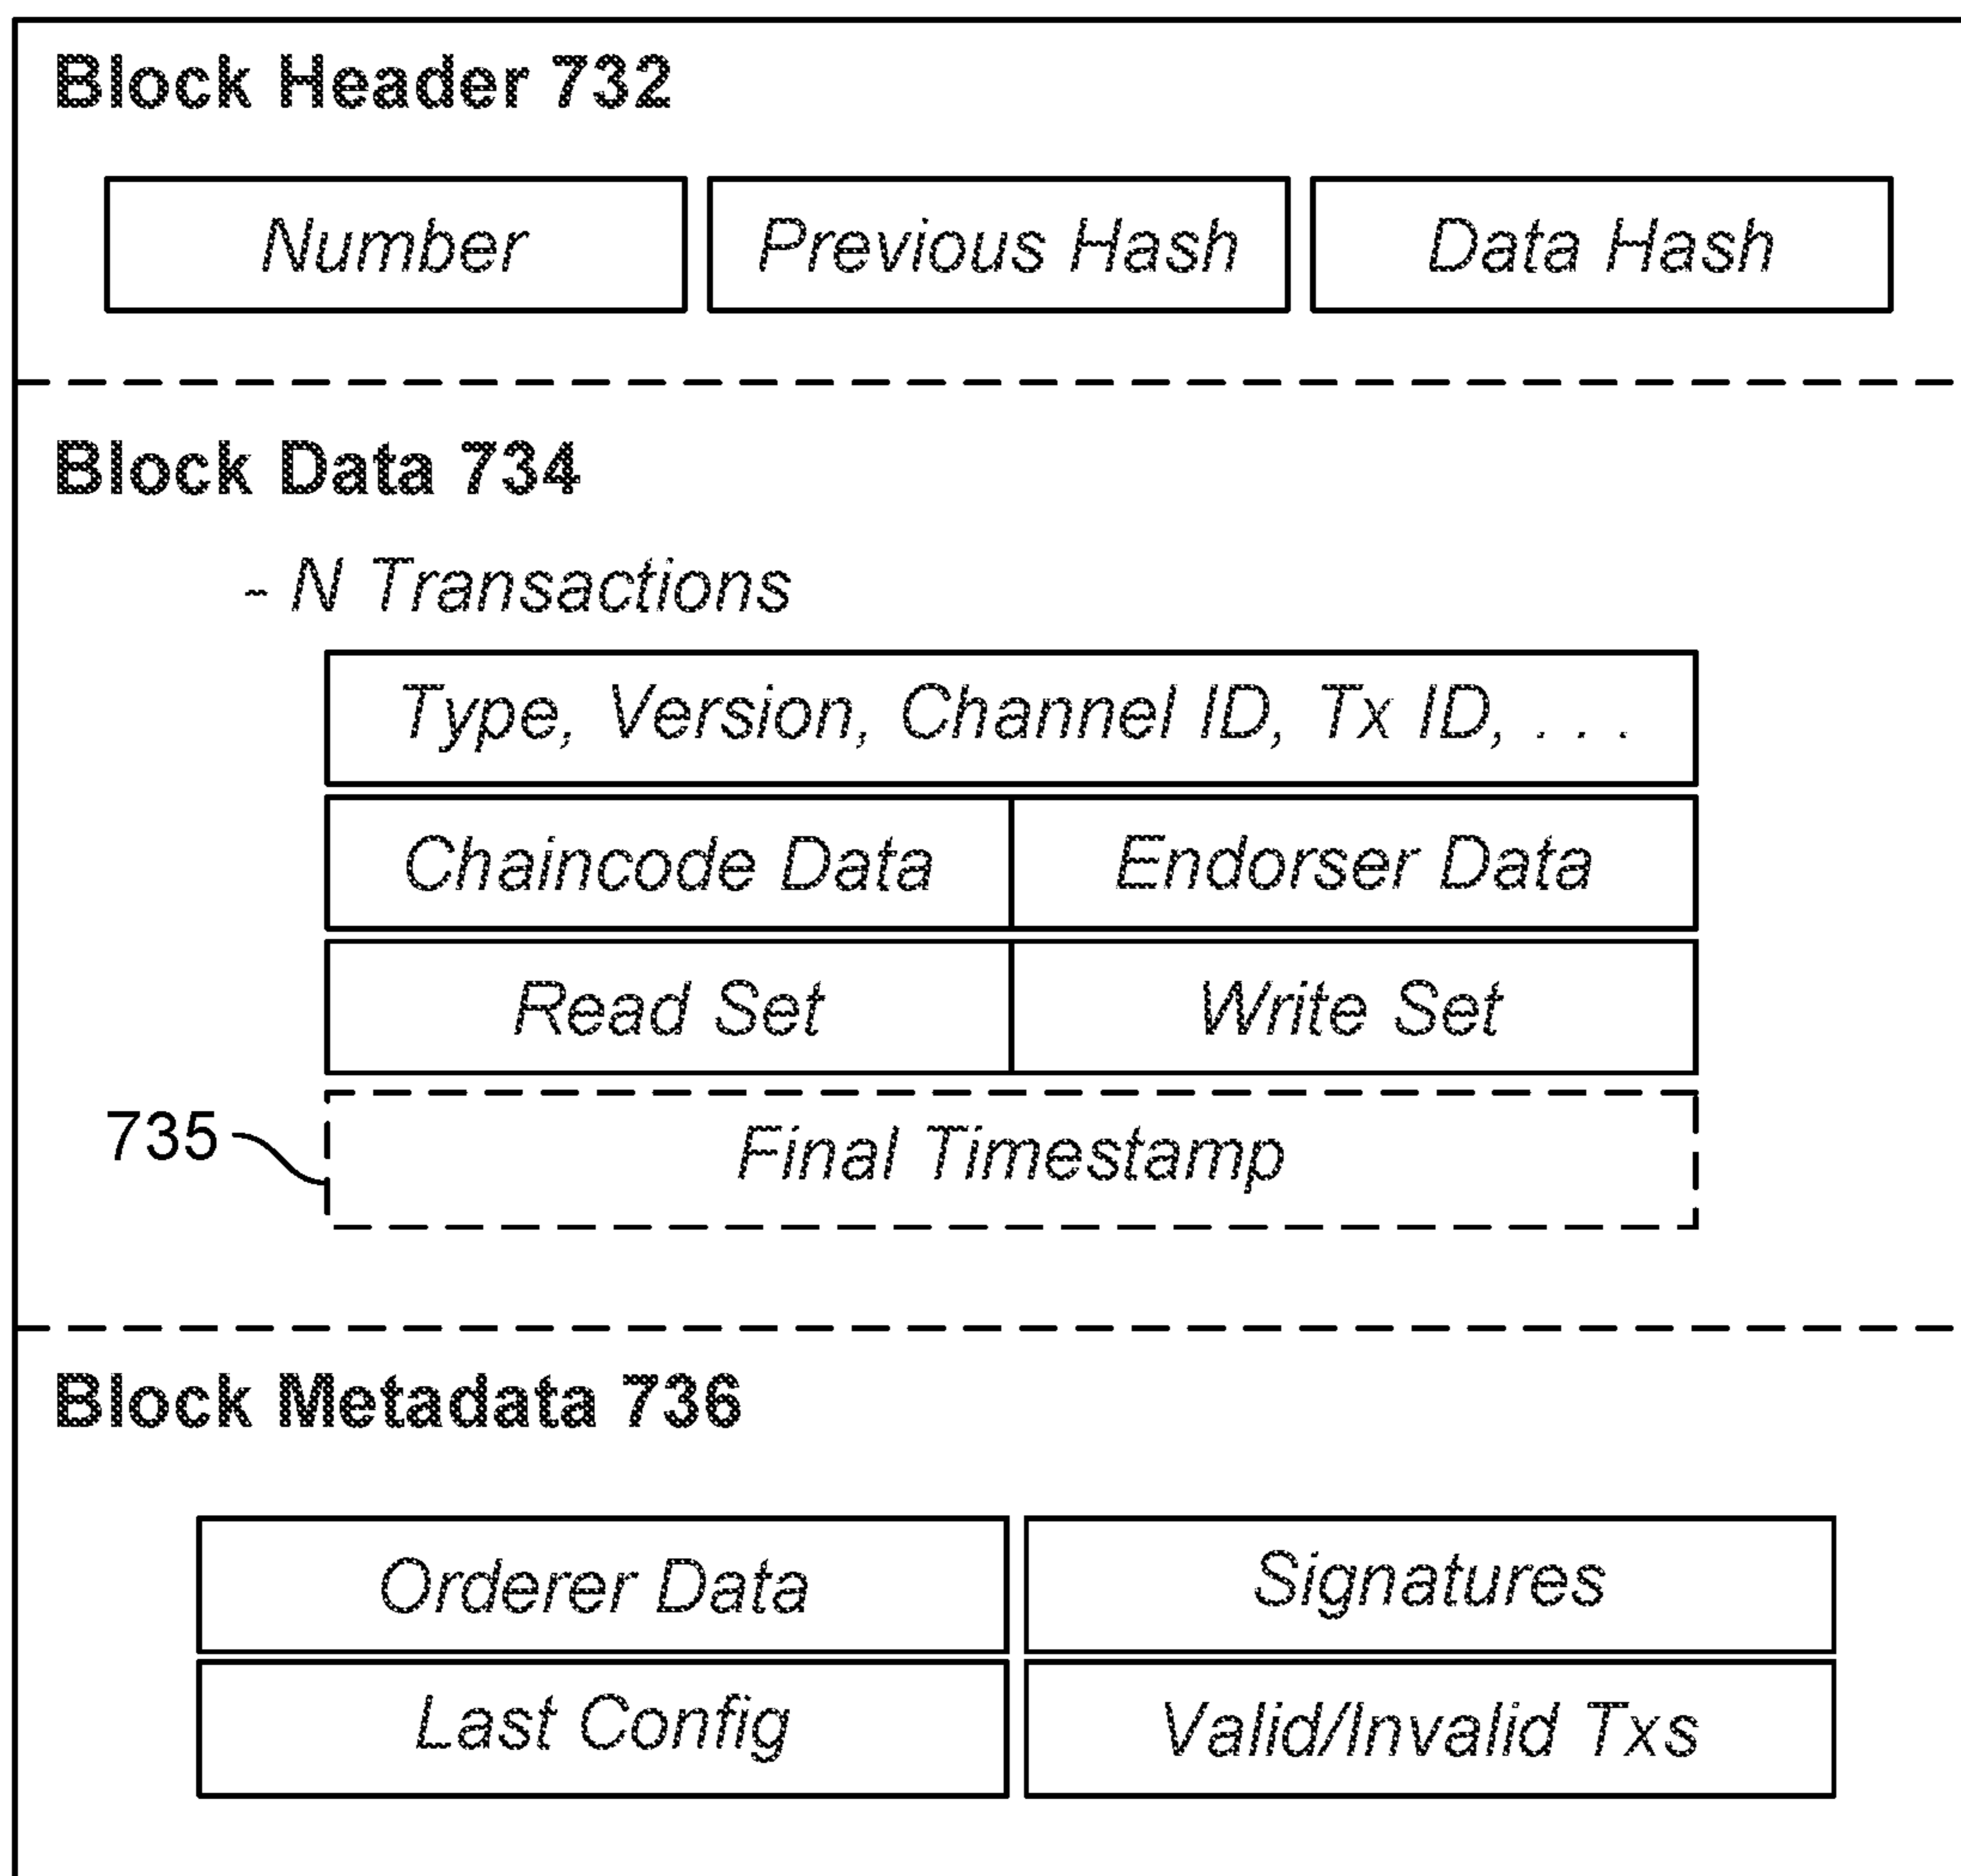 Block Header 732
Number
Previous Hash
Data Hash
Block Data 734
- N Transactions
Type, Version, Channel ID, Tx ID, . . .
Chaincode Data
Endorser Data
Read Set
Write Set
735
Final Timestamp
Block Metadata 736
Orderer Data
Signatures
Last Config
Valid/Invalid Txs